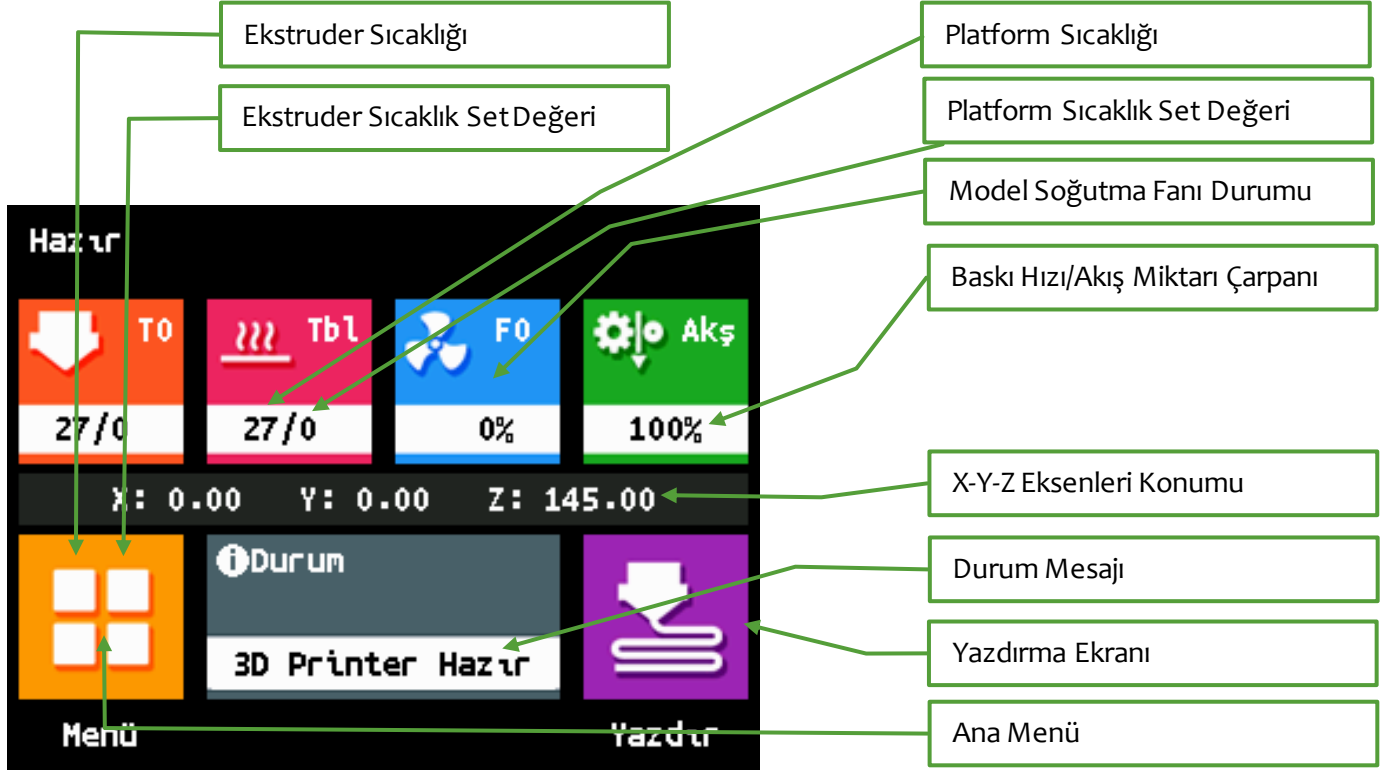 Ekstruder Sıcaklığı
Platform Sıcaklığı
Ekstruder Sıcaklık Set Değeri
Platform Sıcaklık Set Değeri
Model Soğutma Fanı Durumu
Hazır
Baskı Hızı/Akış Miktarı Çarpanı
T0 Tbl F0 Akş
27/0 27/0 0% 100%
X: 0.00 Y: 0.00 Z: 145.00
X-Y-Z Eksenleri Konumu
Durum
Durum Mesajı
3D Printer Hazır
Yazdırma Ekranı
Menü Yazdır
Ana Menü